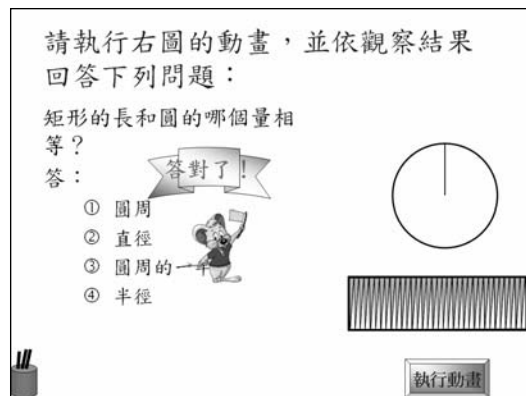 請執行右圖的動畫，並依觀察結果
回答下列問題：
矩形的長和圓的哪個量相
等？
答：
答對了！
① 圓周
② 直徑
③ 圓周的一半
④ 半徑
執行動畫